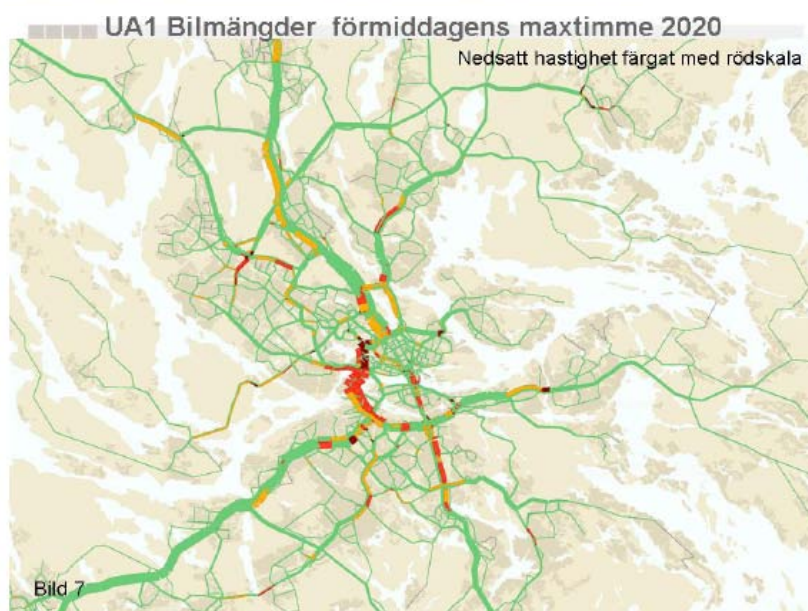 UA1 Bilmängder förmiddagens maxtimme 2020
Nedsatt hastighet färgat med rödskala
Bild 7